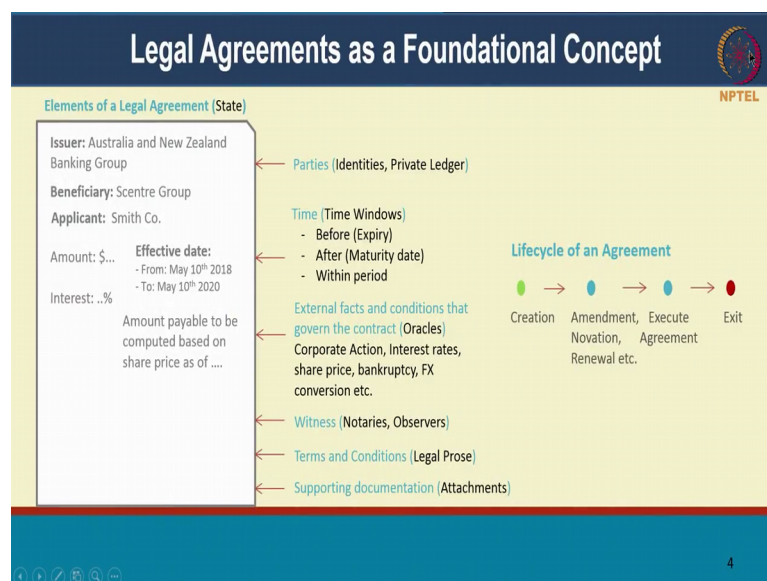 Legal Agreements as a Foundational Concept
NPTEL
Elements of a Legal Agreement (State)
Issuer: Australia and New Zealand
Banking Group
Beneficiary: Scentre Group
Applicant: Smith Co.
Amount: $...
Effective date:
- From: May 10th 2018
- To: May 10th 2020
Interest: ..%
Amount payable to be
computed based on
share price as of ....
Parties (Identities, Private Ledger)
Time (Time Windows)
- Before (Expiry)
- After (Maturity date)
- Within period
External facts and conditions that
govern the contract (Oracles)
Corporate Action, Interest rates,
share price, bankruptcy, FX
conversion etc.
Witness (Notaries, Observers)
Terms and Conditions (Legal Prose)
Supporting documentation (Attachments)
Lifecycle of an Agreement
Creation
Amendment,
Novation,
Renewal etc.
Execute
Agreement
Exit
4